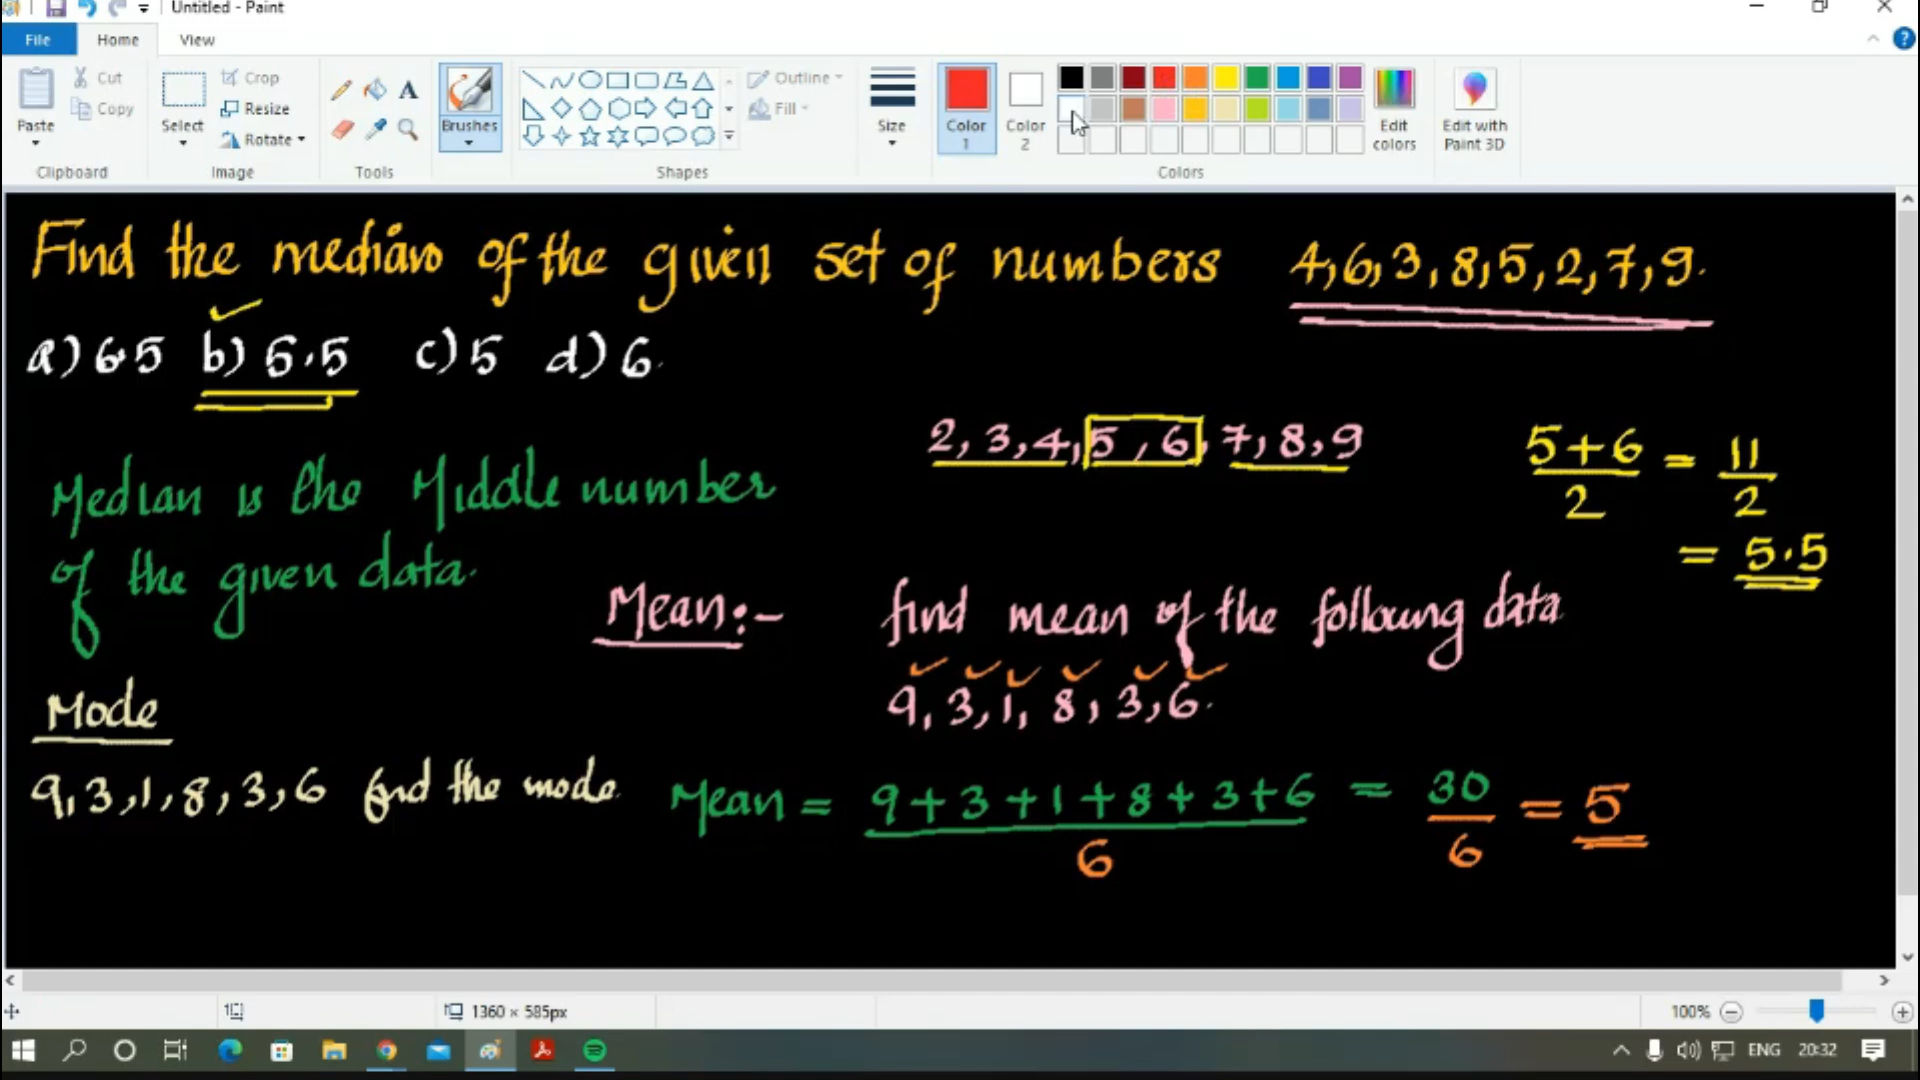 Untitled - Paint
File Home View
Cut
Copy
Paste
Clipboard
Select
Crop
Resize
Rotate
Image
Tools
Brushes
Outline
Fill
Shapes
Size
Color 1
Color 2
Colors
Edit colors
Edit with Paint 3D
Find the median of the given set of numbers 4,6,3,8,5,2,7,9.
a) 6.5 b) 5.5 c) 5 d) 6.
2, 3, 4, 5, 6, 7, 8, 9
5+6/2 = 11/2
= 5.5
Median is the Middle number
of the given data.
Mean:- find mean of the following data
9, 3, 1, 8, 3, 6.
Mode
9, 3, 1, 8, 3, 6 find the mode.
Mean = 9+3+1+8+3+6/6 = 30/6 = 5
1360 × 585px
100%
ENG 20:32